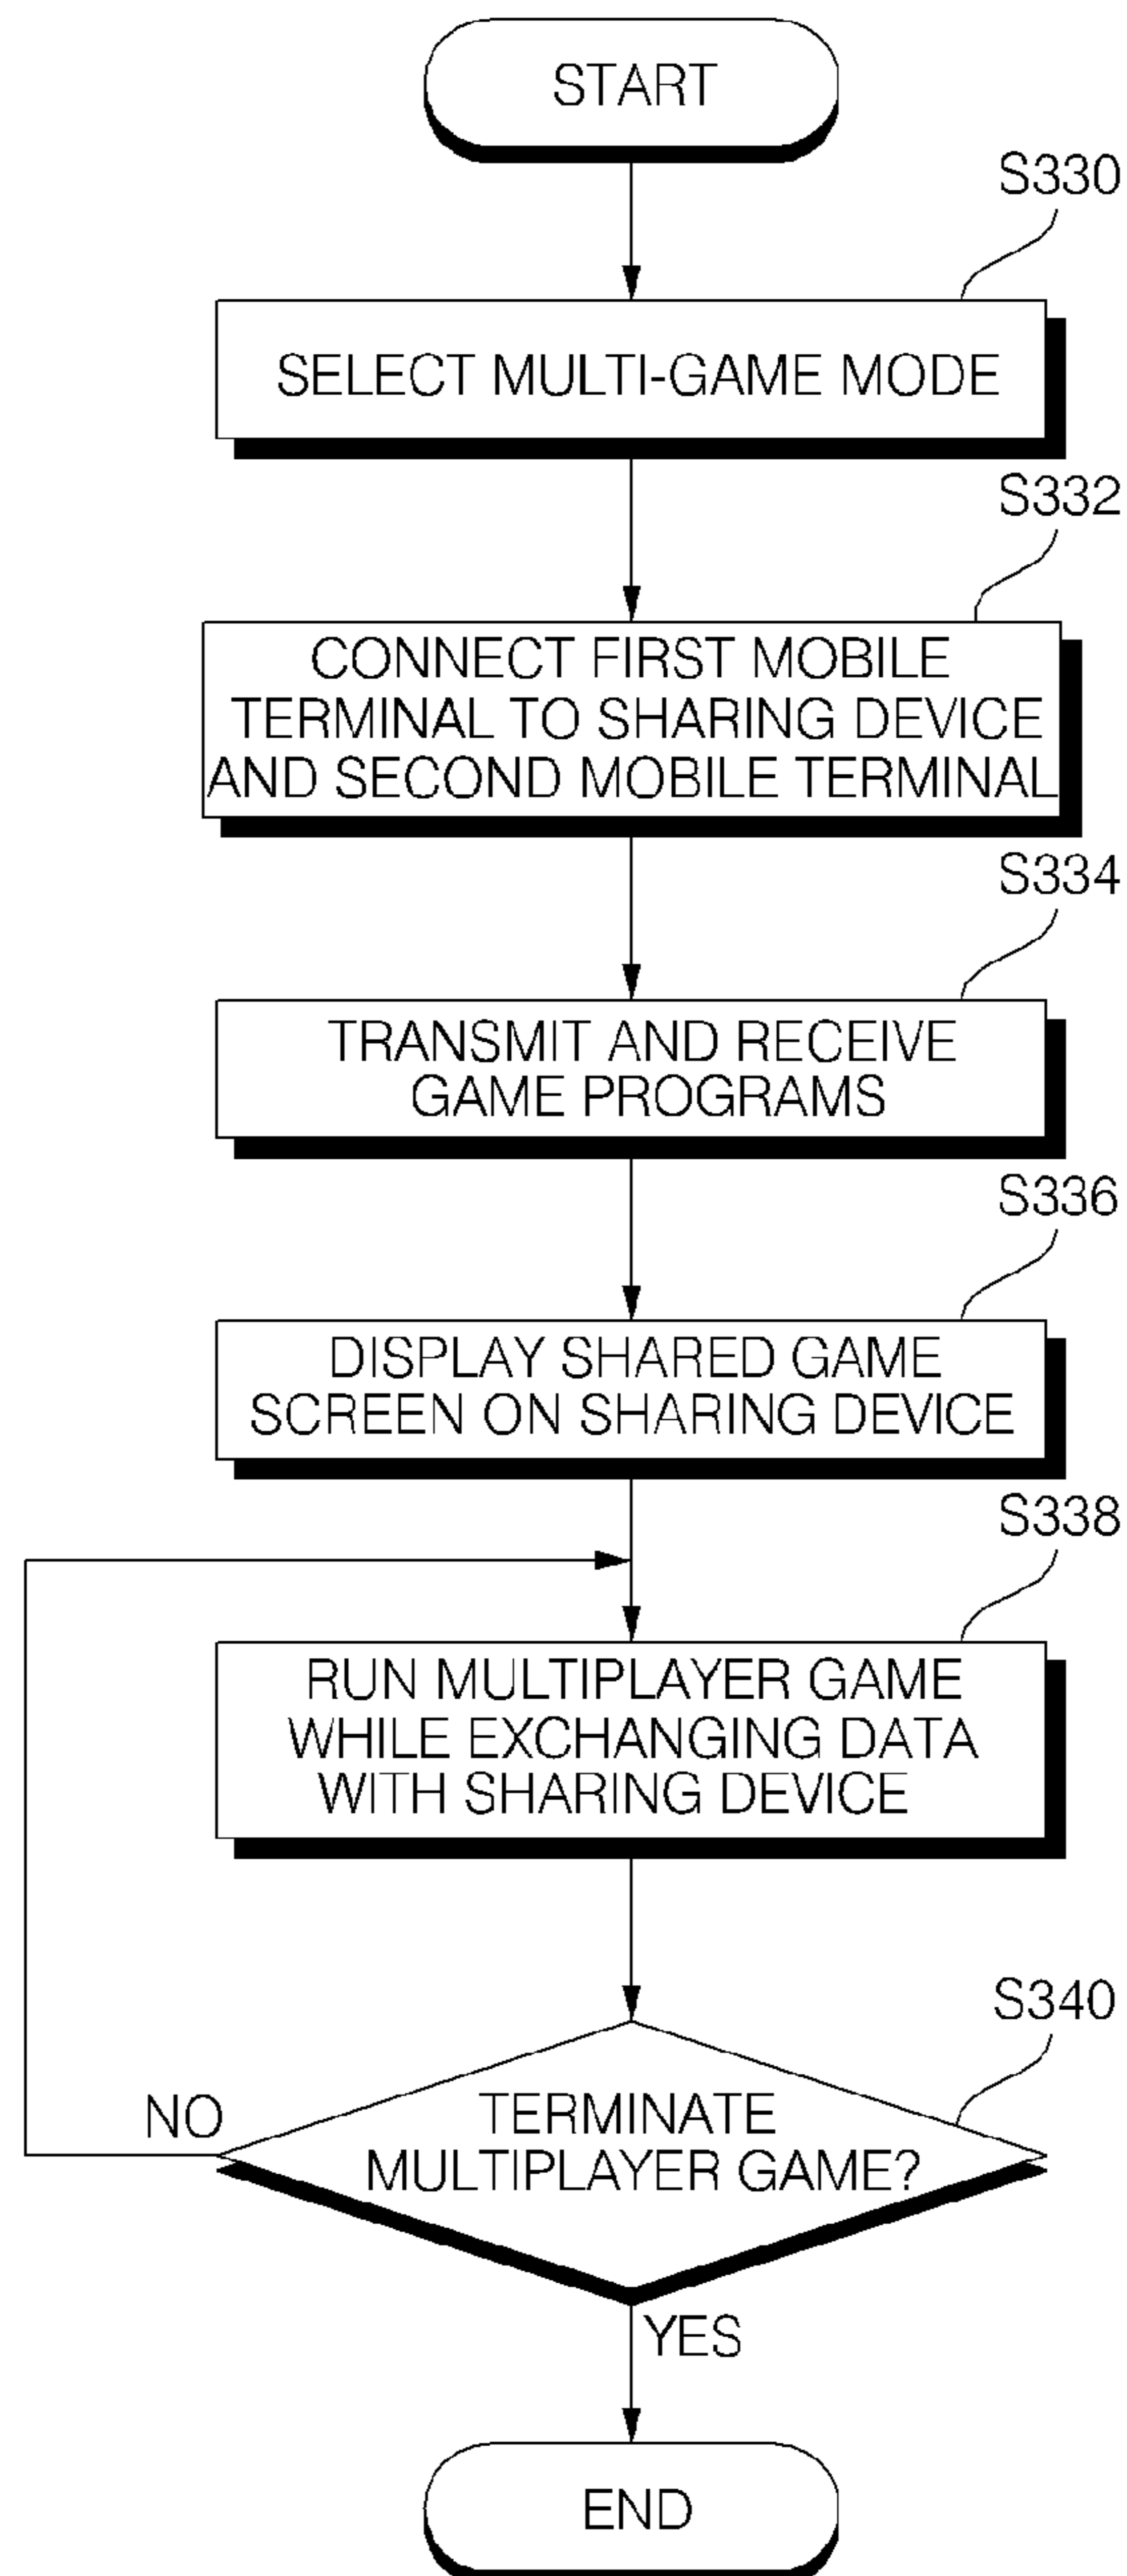 START
S330
SELECT MULTI-GAME MODE
S332
CONNECT FIRST MOBILE
TERMINAL TO SHARING DEVICE
AND SECOND MOBILE TERMINAL
S334
TRANSMIT AND RECEIVE
GAME PROGRAMS
S336
DISPLAY SHARED GAME
SCREEN ON SHARING DEVICE
S338
RUN MULTIPLAYER GAME
WHILE EXCHANGING DATA
WITH SHARING DEVICE
S340
NO
TERMINATE
MULTIPLAYER GAME?
YES
END